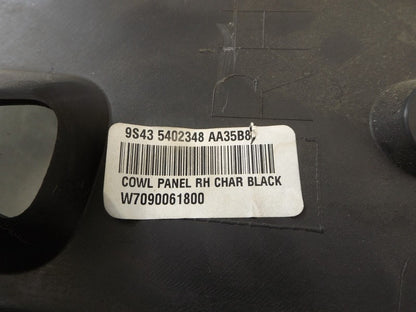 9S43 5402348 AA35B8
COWL PANEL RH CHAR BLACK
W7090061800